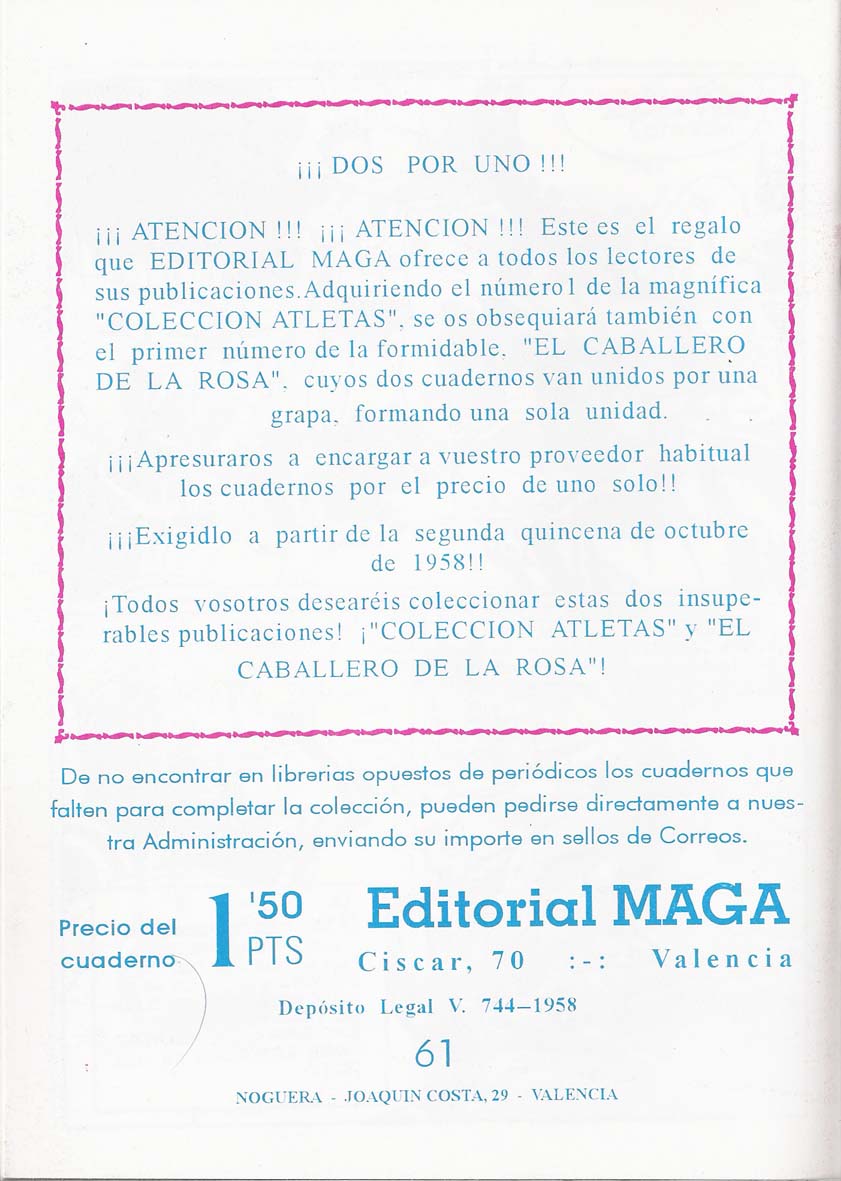 ¡¡¡ DOS POR UNO !!!
¡¡¡ ATENCION !!! ¡¡¡ ATENCION !!! Este es el regalo
que EDITORIAL MAGA ofrece a todos los lectores de
sus publicaciones.Adquiriendo el número1 de la magnífica
"COLECCION ATLETAS", se os obsequiará también con
el primer número de la formidable, "EL CABALLERO
DE LA ROSA", cuyos dos cuadernos van unidos por una
grapa, formando una sola unidad.
¡¡¡Apresuraros a encargar a vuestro proveedor habitual
los cuadernos por el precio de uno solo!!
¡¡¡Exigidlo a partir de la segunda quincena de octubre
de 1958!!
¡Todos vosotros desearéis coleccionar estas dos insupe-
rables publicaciones! ¡"COLECCION ATLETAS" y "EL
CABALLERO DE LA ROSA"!
De no encontrar en librerias opuestos de periódicos los cuadernos que
falten para completar la colección, pueden pedirse directamente a nues-
tra Administración, enviando su importe en sellos de Correos.
Precio del
cuaderno
1'50
PTS
Editorial MAGA
Ciscar, 70 :-: Valencia
Depósito Legal V. 744—1958
61
NOGUERA - JOAQUIN COSTA, 29 - VALENCIA